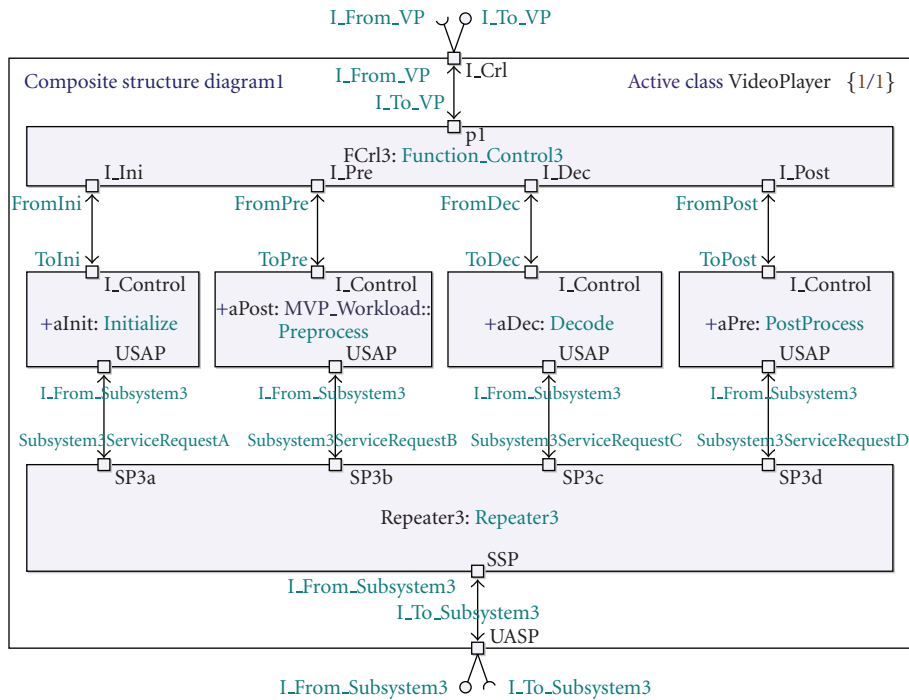 I_From_VP I_To_VP
I_Crl
Composite structure diagram1 I_From_VP Active class VideoPlayer {1/1}
I_To_VP
p1
FCrl3: Function_Control3
I_Ini I_Pre I_Dec I_Post
FromIni FromPre FromDec FromPost
ToIni ToPre ToDec ToPost
I_Control I_Control I_Control I_Control
+aInit: Initialize +aPost: MVP_Workload:: +aDec: Decode +aPre: PostProcess
Preprocess
USAP USAP USAP USAP
I_From_Subsystem3 I_From_Subsystem3 I_From_Subsystem3 I_From_Subsystem3
Subsystem3ServiceRequestA Subsystem3ServiceRequestB Subsystem3ServiceRequestC Subsystem3ServiceRequestD
SP3a SP3b SP3c SP3d
Repeater3: Repeater3
SSP
I_From_Subsystem3
I_To_Subsystem3
UASP
I_From_Subsystem3 I_To_Subsystem3